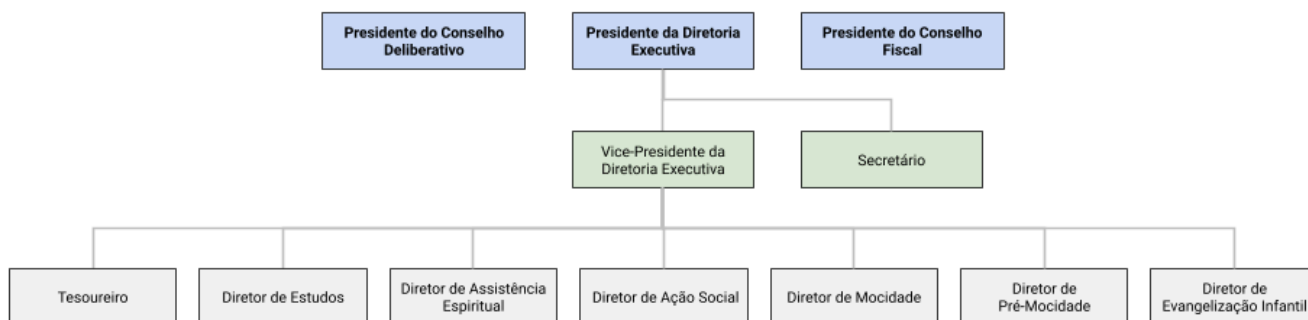 Presidente do Conselho
Deliberativo
Presidente da Diretoria
Executiva
Presidente do Conselho
Fiscal
Vice-Presidente da
Diretoria Executiva
Secretário
Tesoureiro
Diretor de Estudos
Diretor de Assistência
Espiritual
Diretor de Ação Social
Diretor de Mocidade
Diretor de
Pré-Mocidade
Diretor de
Evangelização Infantil